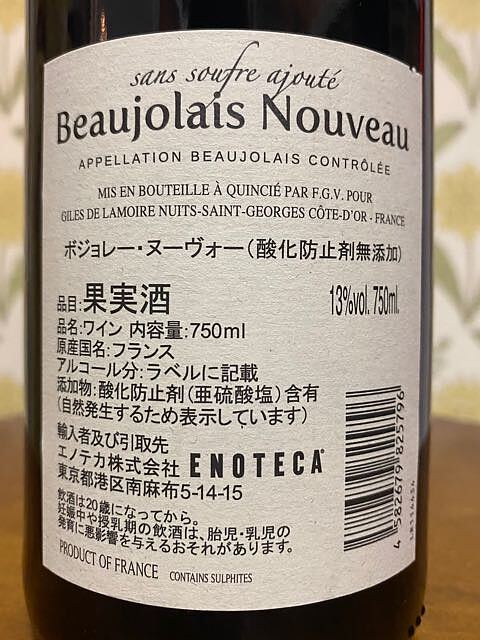 sans soufre ajouté
Beaujolais Nouveau
APPELLATION BEAUJOLAIS CONTRÔLÉE
MIS EN BOUTEILLE À QUINCIÉ PAR F.G.V. POUR
GILES DE LAMOIRE NUITS-SAINT-GEORGES CÔTE-D'OR - FRANCE
ボジョレー・ヌーヴォー(酸化防止剤無添加)
品目:果実酒 13%vol. 750ml.
品名:ワイン 内容量:750ml
原産国名:フランス
アルコール分:ラベルに記載
添加物:酸化防止剤(亜硫酸塩)含有
(自然発生するため表示しています)
輸入者及び引取先
エノテカ株式会社 ENOTECA
東京都港区南麻布5-14-15
飲酒は20歳になってから。
妊娠中や授乳期の飲酒は、胎児・乳児の
発育に悪影響を与えるおそれがあります。
PRODUCT OF FRANCE CONTAINS SULPHITES
4 582679 825796